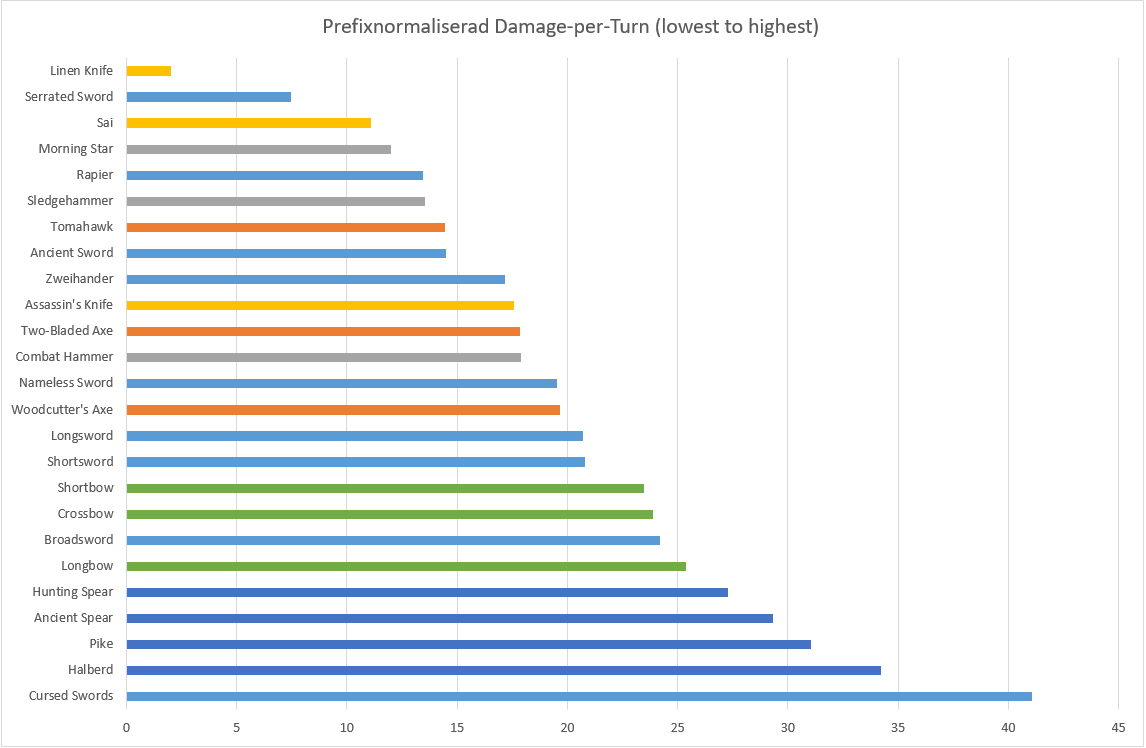 Prefixnormaliserad Damage-per-Turn (lowest to highest)
Linen Knife
Serrated Sword
Sai
Morning Star
Rapier
Sledgehammer
Tomahawk
Ancient Sword
Zweihander
Assassin's Knife
Two-Bladed Axe
Combat Hammer
Nameless Sword
Woodcutter's Axe
Longsword
Shortsword
Shortbow
Crossbow
Broadsword
Longbow
Hunting Spear
Ancient Spear
Pike
Halberd
Cursed Swords
0 5 10 15 20 25 30 35 40 45